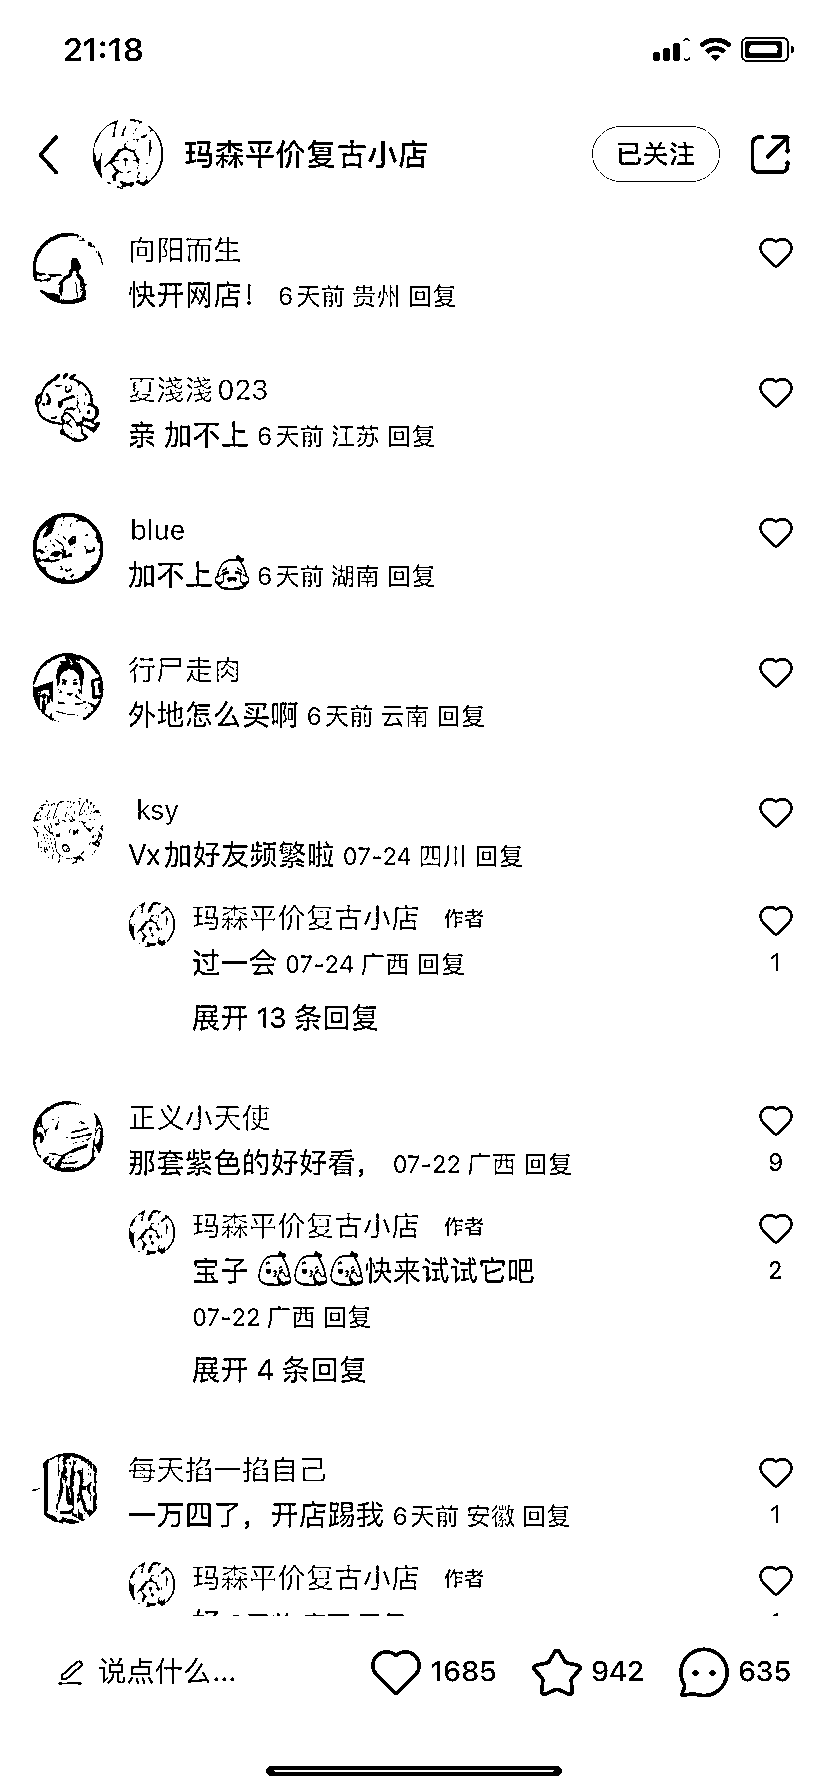 21:18
玛森平价复古小店
已关注
向阳而生
快开网店！ 6天前 贵州 回复
夏淺淺023
亲 加不上 6天前 江苏 回复
blue
加不上 6天前 湖南 回复
行尸走肉
外地怎么买啊 6天前 云南 回复
ksy
Vx加好友频繁啦 07-24 四川 回复
玛森平价复古小店 作者
过一会 07-24 广西 回复
1
展开 13 条回复
正义小天使
那套紫色的好好看， 07-22 广西 回复
9
玛森平价复古小店 作者
宝子 快来试试它吧
2
07-22 广西 回复
展开 4 条回复
每天掐一掐自己
一万四了，开店踢我 6天前 安徽 回复
1
玛森平价复古小店 作者
说点什么...
1685
942
635